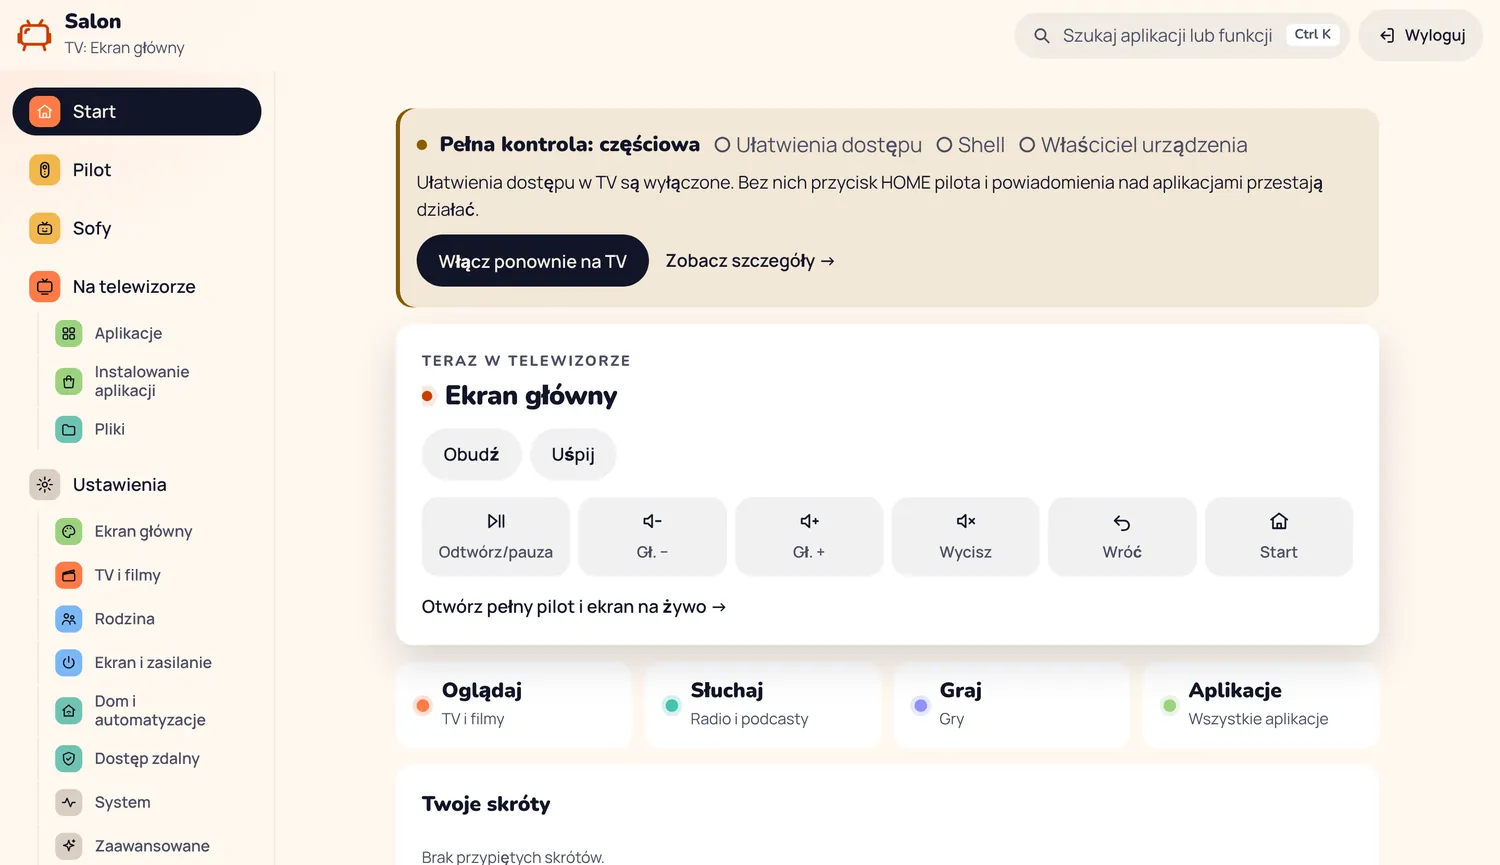 Salon
TV: Ekran główny
Szukaj aplikacji lub funkcji
Ctrl K
Wyloguj
Start
Pilot
Sofy
Na telewizorze
Aplikacje
Instalowanie
aplikacji
Pliki
Ustawienia
Ekran główny
TV i filmy
Rodzina
Ekran i zasilanie
Dom i
automatyzacje
Dostęp zdalny
System
Zaawansowane
Pełna kontrola: częściowa
Ułatwienia dostępu
Shell
Właściciel urządzenia
Ułatwienia dostępu w TV są wyłączone. Bez nich przycisk HOME pilota i powiadomienia nad aplikacjami przestają
działać.
Włącz ponownie na TV
Zobacz szczegóły →
TERAZ W TELEWIZORZE
Ekran główny
Obudź
Uśpij
Odtwórz/pauza
Gł. −
Gł. +
Wycisz
Wróć
Start
Otwórz pełny pilot i ekran na żywo →
Oglądaj
TV i filmy
Słuchaj
Radio i podcasty
Graj
Gry
Aplikacje
Wszystkie aplikacje
Twoje skróty
Brak przypiętych skrótów.